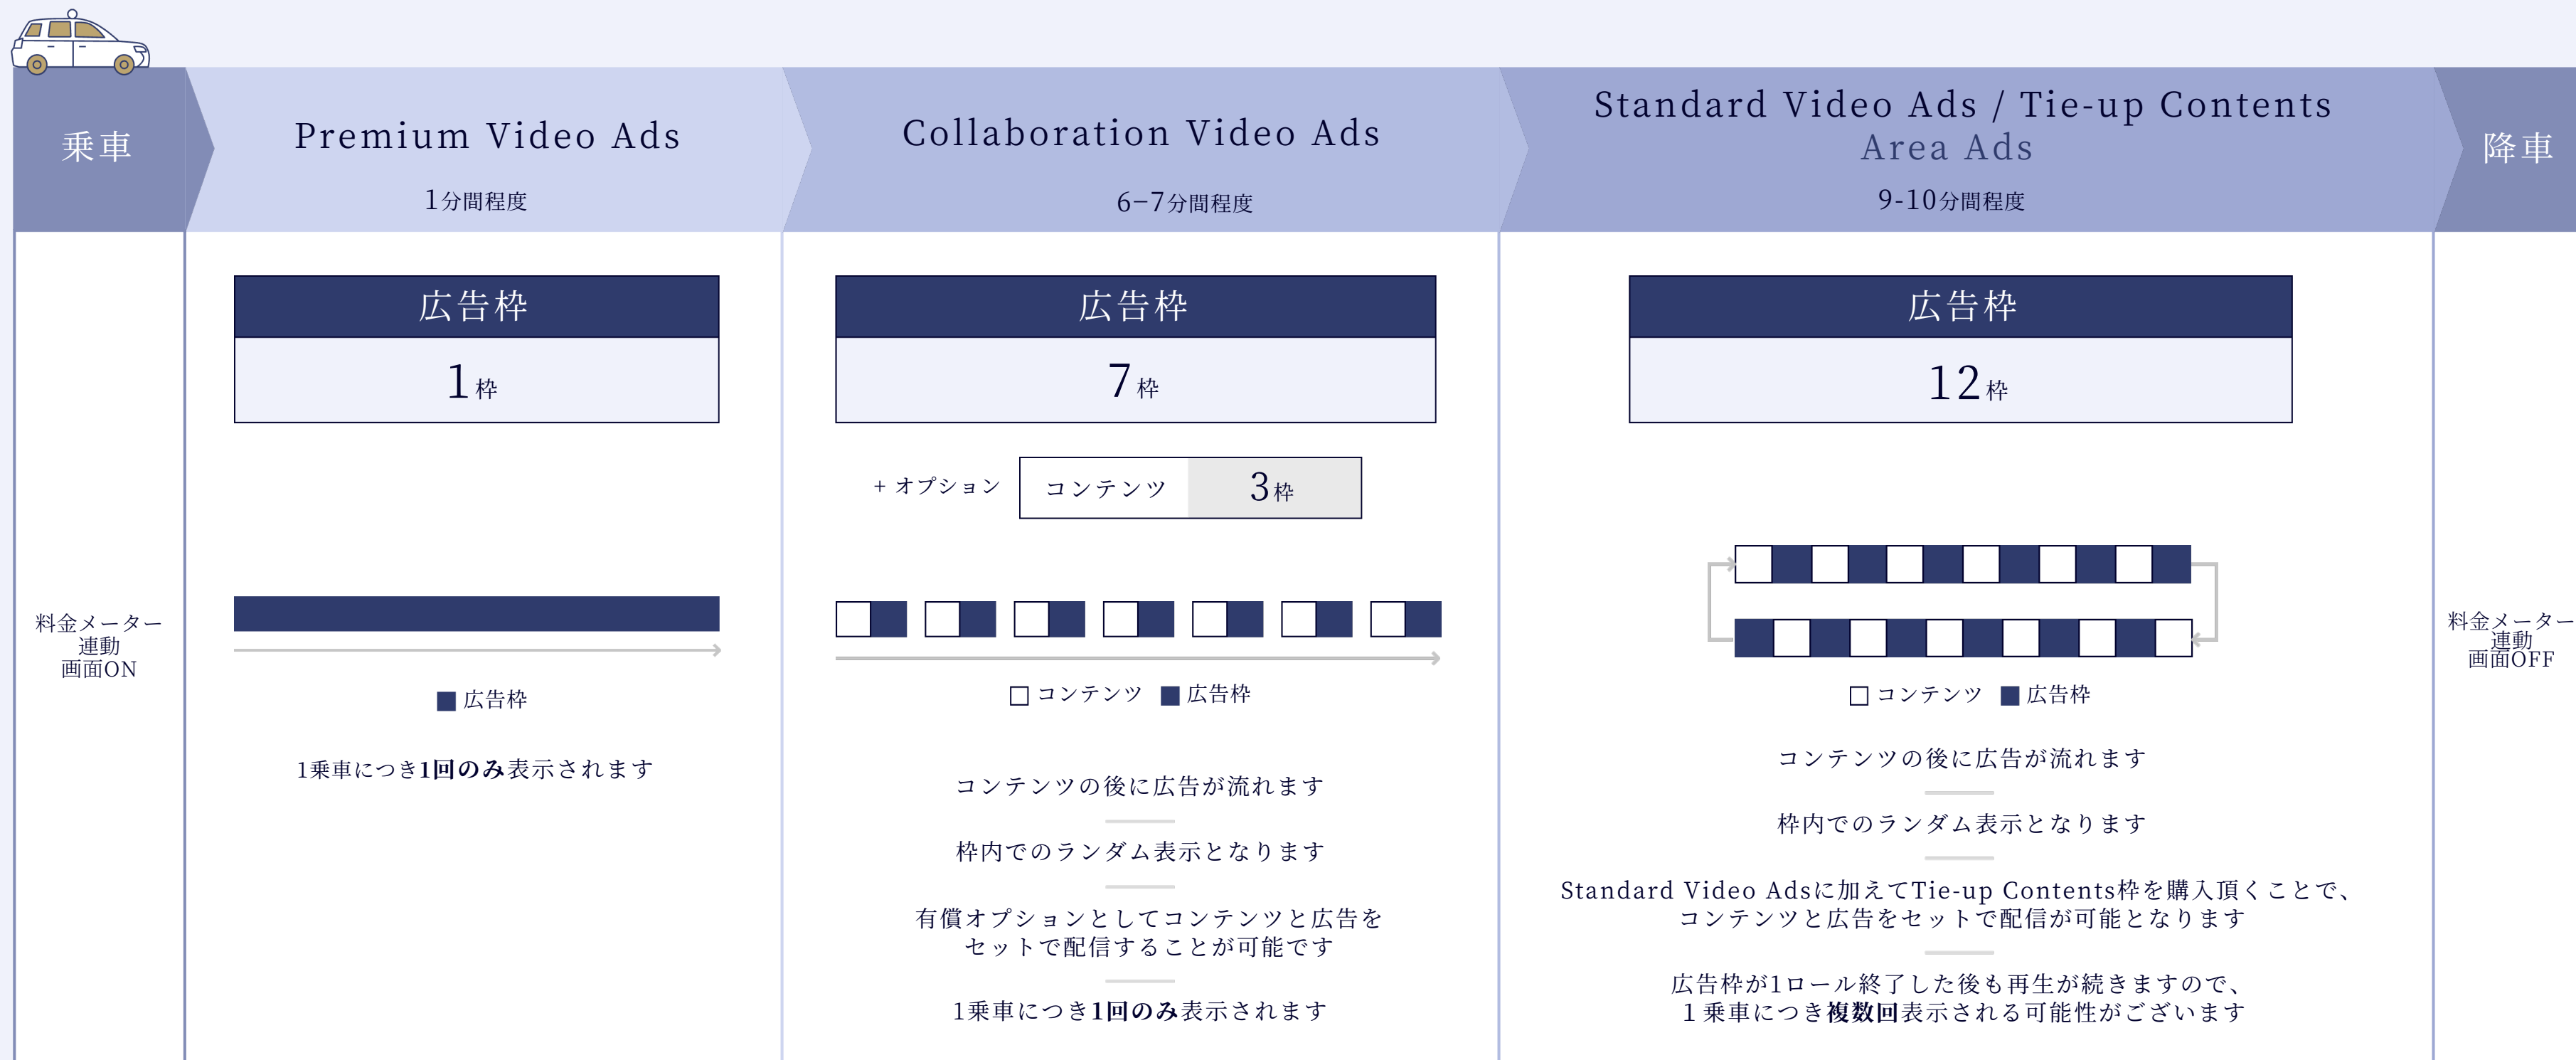 乗車
Premium Video Ads
1分間程度
Collaboration Video Ads
6−7分間程度
Standard Video Ads / Tie-up Contents
Area Ads
9-10分間程度
降車
料金メーター
連動
画面ON
広告枠
1枠
広告枠
1乗車につき1回のみ表示されます
広告枠
7枠
+ オプション
コンテンツ
3枠
コンテンツ
広告枠
コンテンツの後に広告が流れます
枠内でのランダム表示となります
有償オプションとしてコンテンツと広告を
セットで配信することが可能です
1乗車につき1回のみ表示されます
広告枠
12枠
コンテンツ
広告枠
コンテンツの後に広告が流れます
枠内でのランダム表示となります
Standard Video Adsに加えてTie-up Contents枠を購入頂くことで、
コンテンツと広告をセットで配信が可能となります
広告枠が1ロール終了した後も再生が続きますので、
１乗車につき複数回表示される可能性がございます
料金メーター
連動
画面OFF